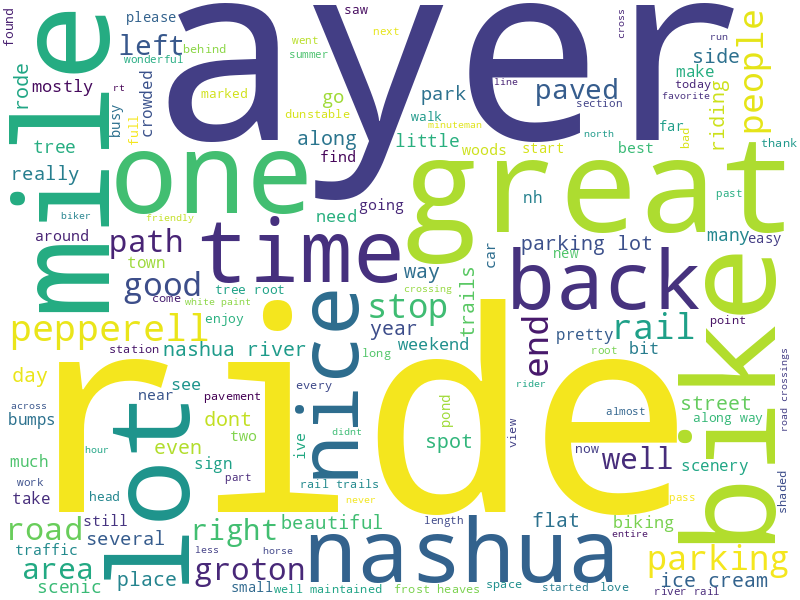 found
please
saw
ayer
cross
run
mile
wonderful
behind
left
went
next
summer
people
side
mostly
rode
rt
marked
line
make
today
favorite
crowded
busy
full
go
park
paved
section
dunstable
along
walk
minuteman
riding
far
bad
tree
one
find
little
woods
start
north
best
thank
really
great
past
biker
friendly
need
going
nh
around
path
time
way
car
parking lot
new
many
easy
town
good
tree root
back
bike
come
white paint
crossing
trails
stop
enjoy
nice
pepperell
year
end
rail
point
station
nashua river
long
weekend
pretty
bit
root
day
near
see
pavement
every
rider
ride
across
bumps
lot
dont
almost
street
along way
road crossings
hour
even
two
ive
didnt
pond
spot
view
now
well
much
sign
part
rail trails
scenery
work
take
head
never
pass
shaded
road
still
right
beautiful
length
flat
biking
several
traffic
less
horse
nashua
entire
parking
area
scenic
place
groton
small
well maintained
frost heaves
space
started
love
ice cream
river rail